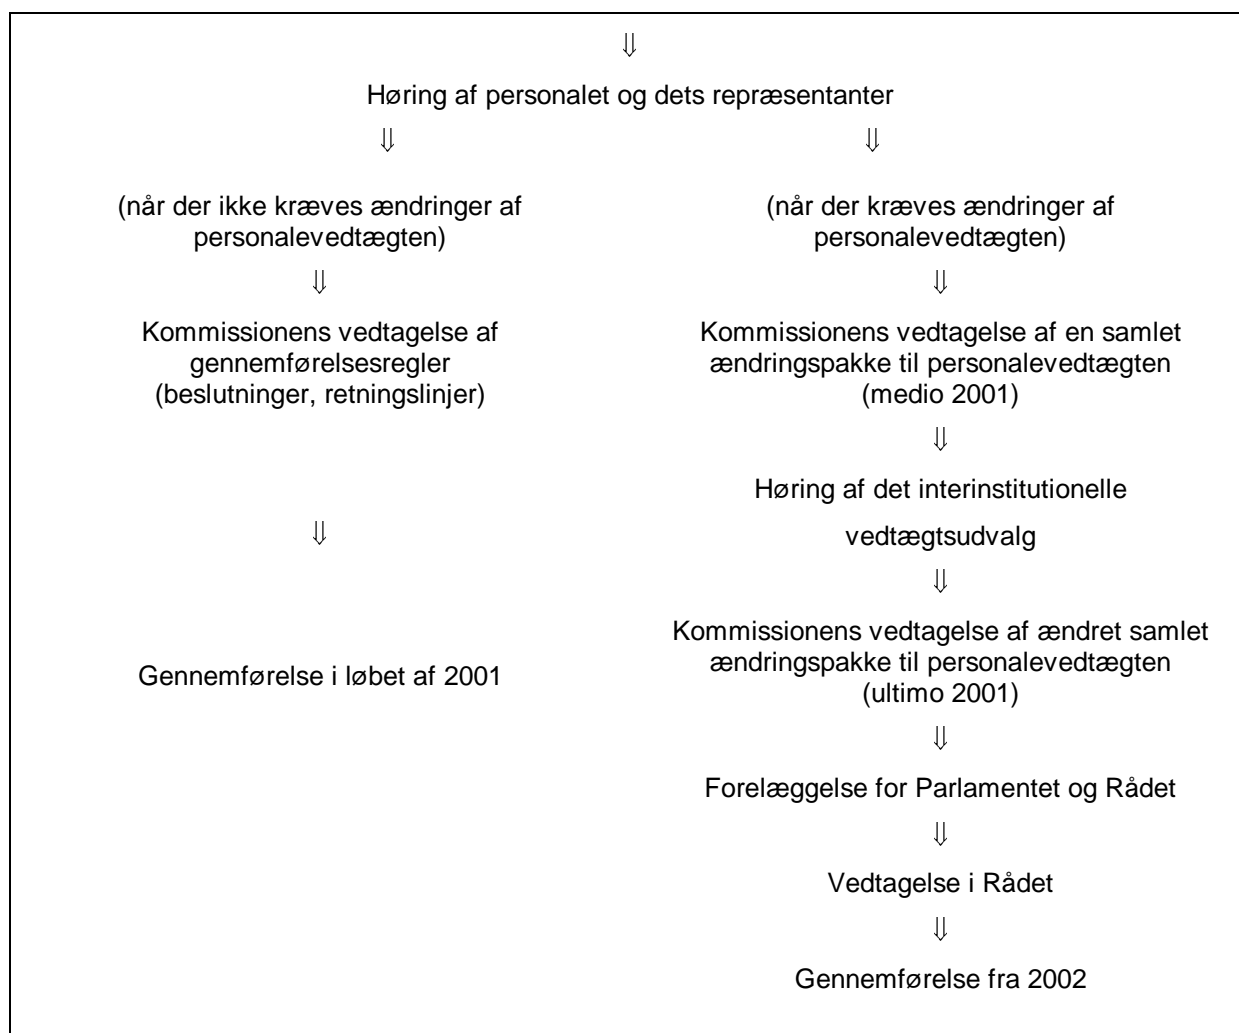 ⇓
Høring af personalet og dets repræsentanter
⇓
⇓
(når der ikke kræves ændringer af
personalevedtægten)
⇓
Kommissionens vedtagelse af
gennemførelsesregler
(beslutninger, retningslinjer)
⇓
Gennemførelse i løbet af 2001
(når der kræves ændringer af
personalevedtægten)
⇓
Kommissionens vedtagelse af en samlet
ændringspakke til personalevedtægten
(medio 2001)
⇓
Høring af det interinstitutionelle
vedtægtsudvalg
⇓
Kommissionens vedtagelse af ændret samlet
ændringspakke til personalevedtægten
(ultimo 2001)
⇓
Forelæggelse for Parlamentet og Rådet
⇓
Vedtagelse i Rådet
⇓
Gennemførelse fra 2002